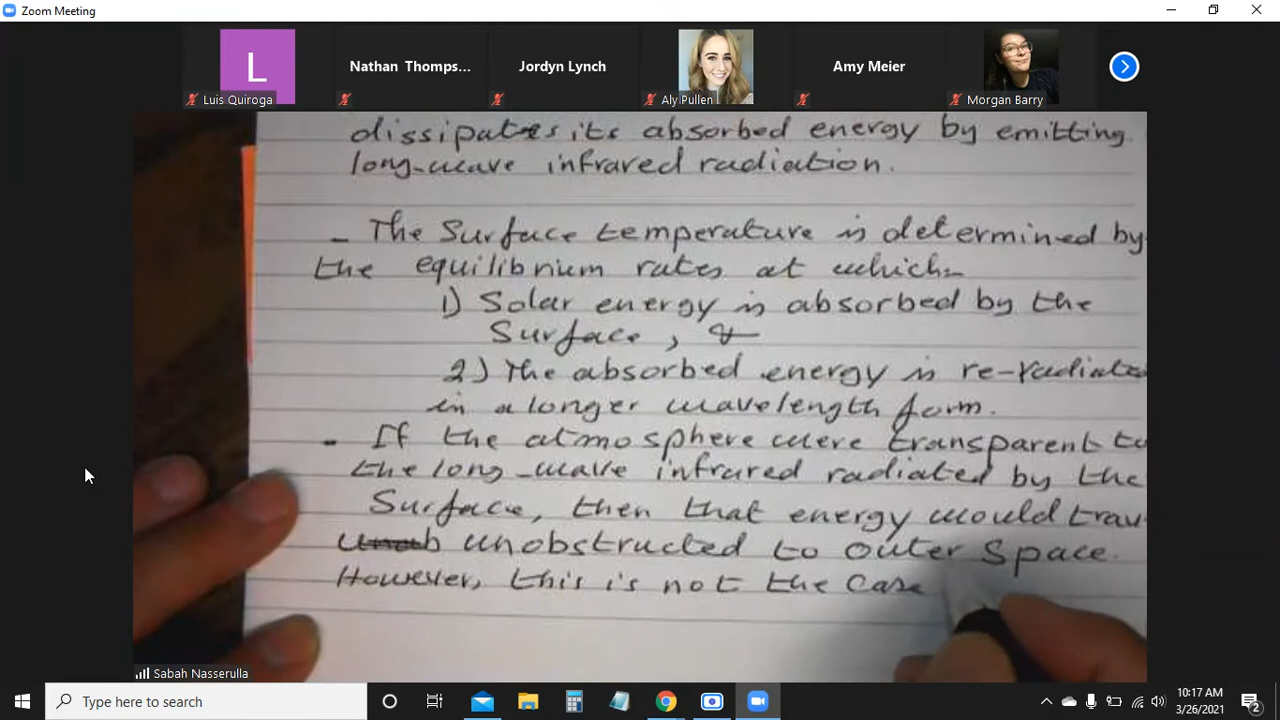 Zoom Meeting
L
Luis Quiroga
Nathan Thomps...
Jordyn Lynch
Aly Pullen
Amy Meier
Morgan Barry
dissipates its absorbed energy by emitting
long-wave infrared radiation.
- The Surface temperature is determined by
the equilibrium rates at which:-
1) Solar energy is absorbed by the
Surface, &
2) The absorbed energy is re-radiated
in a longer wavelength form.
- If the atmosphere were transparent to
the long-wave infrared radiated by the
Surface, then that energy would trav
unobstructed to outer space.
However, this is not the Case
Sabah Nasserulla
Type here to search
10:17 AM
3/26/2021
2